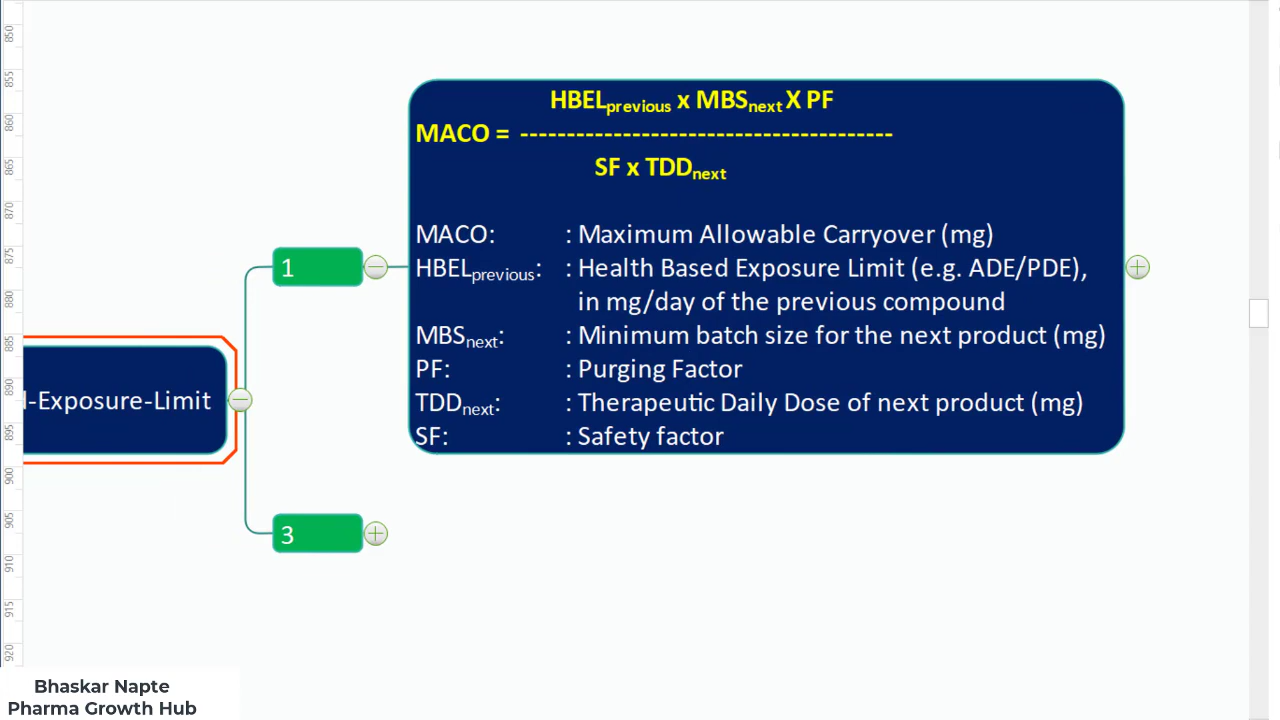 HBELprevious x MBSnext X PF
MACO = ----------------------------------------
SF x TDDnext
MACO: : Maximum Allowable Carryover (mg)
HBELprevious: : Health Based Exposure Limit (e.g. ADE/PDE),
in mg/day of the previous compound
MBSnext: : Minimum batch size for the next product (mg)
PF: : Purging Factor
TDDnext: : Therapeutic Daily Dose of next product (mg)
SF: : Safety factor
1
-Exposure-Limit
3
850
855
860
865
870
875
880
885
890
895
900
905
910
915
920
Bhaskar Napte
Pharma Growth Hub